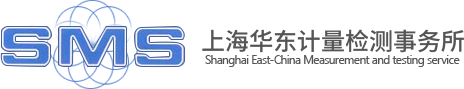 SMS
上海华东计量检测事务所
Shanghai East-China Measurement and testing service